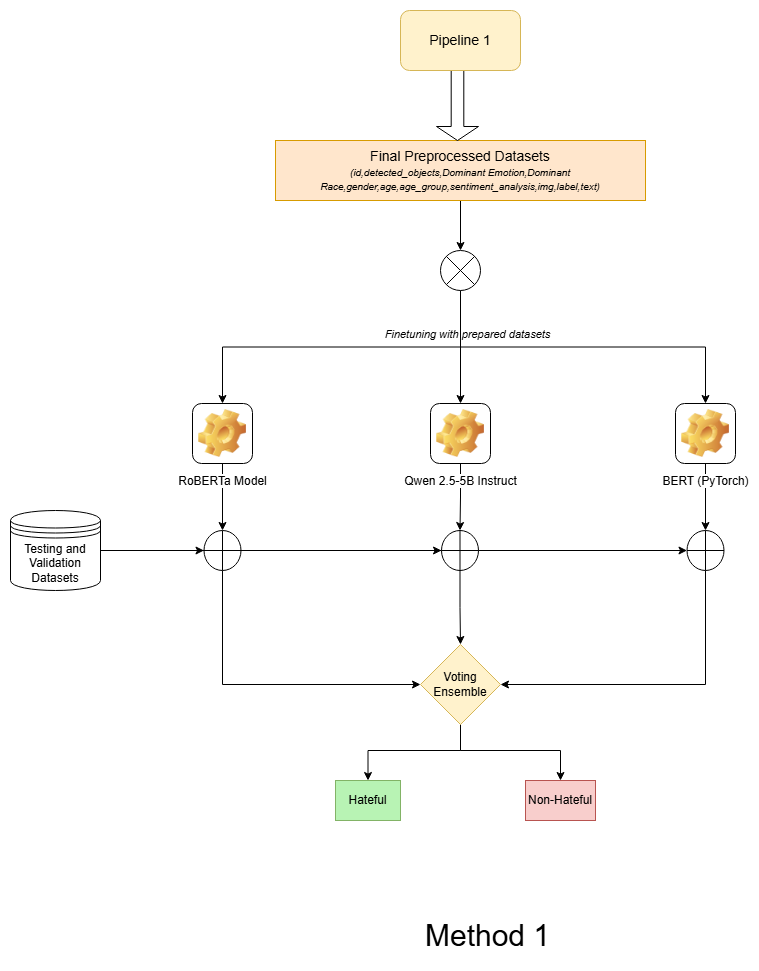 Pipeline 1
Final Preprocessed Datasets
(id,detected_objects,Dominant Emotion,Dominant
Race,gender,age,age_group,sentiment_analysis,img,label,text)
Finetuning with prepared datasets
RoBERTa Model
Qwen 2.5-5B Instruct
BERT (PyTorch)
Testing and
Validation
Datasets
Voting
Ensemble
Hateful
Non-Hateful
Method 1